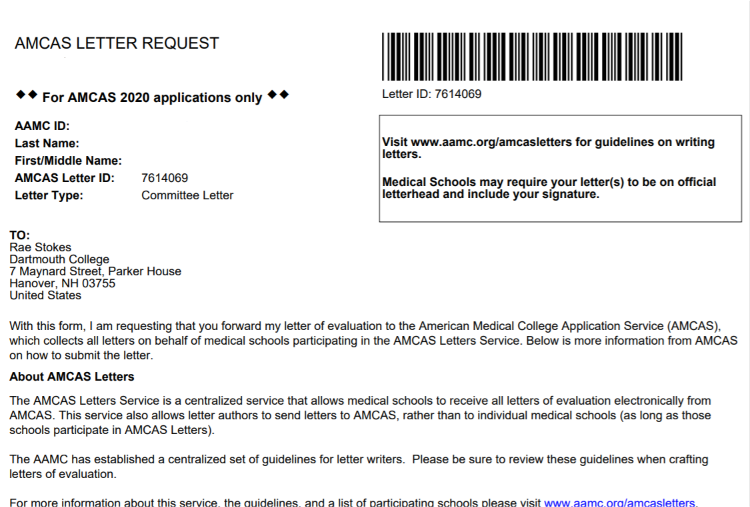 AMCAS LETTER REQUEST
Letter ID: 7614069
◆◆ For AMCAS 2020 applications only ◆◆
AAMC ID:
Last Name:
First/Middle Name:
AMCAS Letter ID: 7614069
Letter Type: Committee Letter
Visit www.aamc.org/amcasletters for guidelines on writing
letters.
Medical Schools may require your letter(s) to be on official
letterhead and include your signature.
TO:
Rae Stokes
Dartmouth College
7 Maynard Street, Parker House
Hanover, NH 03755
United States
With this form, I am requesting that you forward my letter of evaluation to the American Medical College Application Service (AMCAS),
which collects all letters on behalf of medical schools participating in the AMCAS Letters Service. Below is more information from AMCAS
on how to submit the letter.
About AMCAS Letters
The AMCAS Letters Service is a centralized service that allows medical schools to receive all letters of evaluation electronically from
AMCAS. This service also allows letter authors to send letters to AMCAS, rather than to individual medical schools (as long as those
schools participate in AMCAS Letters).
The AAMC has established a centralized set of guidelines for letter writers. Please be sure to review these guidelines when crafting
letters of evaluation.
For more information about this service, the guidelines, and a list of participating schools please visit www.aamc.org/amcasletters.